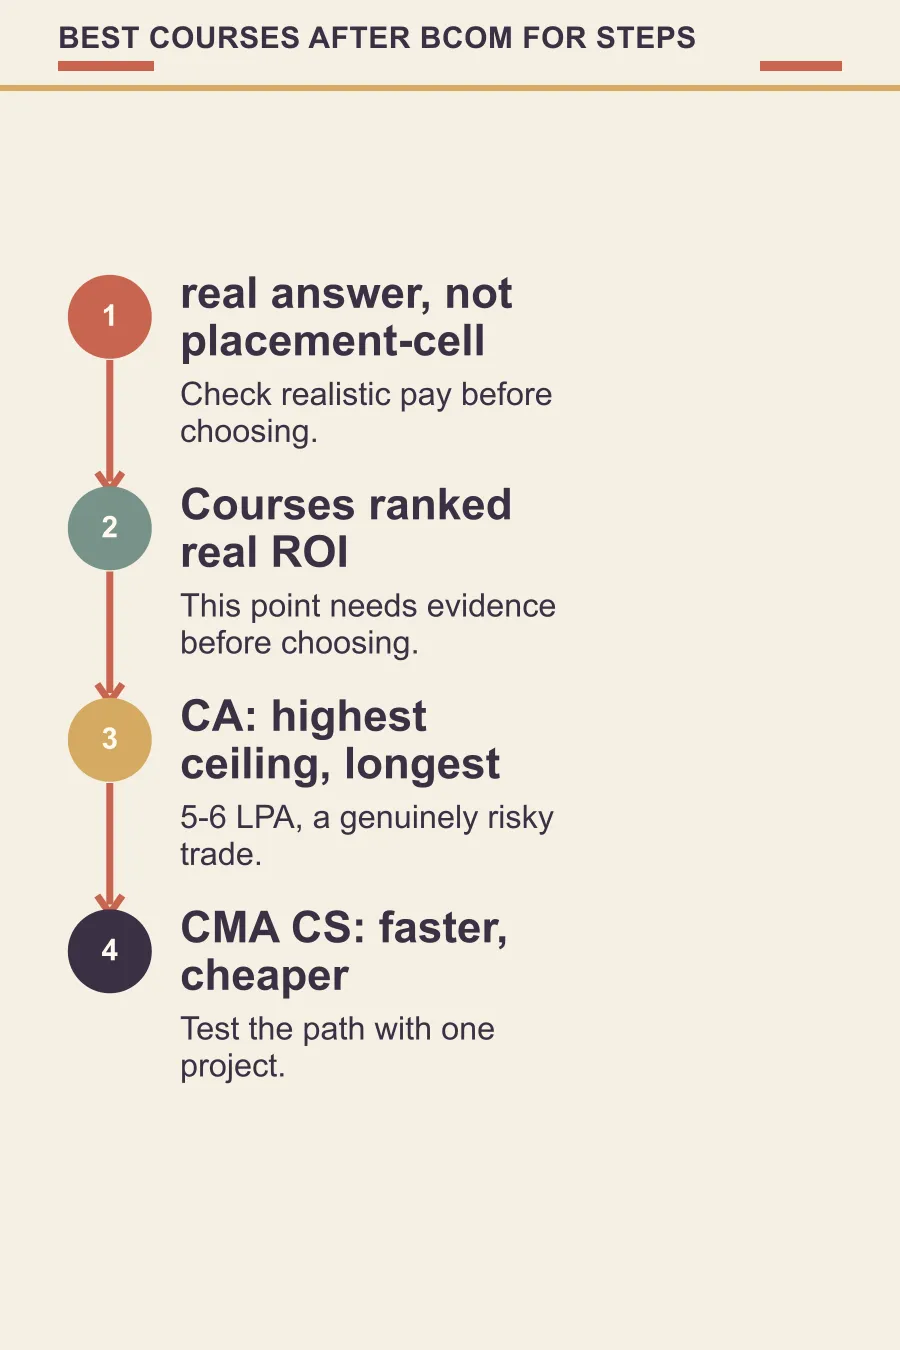 BEST COURSES AFTER BCOM FOR STEPS
1
real answer, not
placement-cell
Check realistic pay before
choosing.
2
Courses ranked
real ROI
This point needs evidence
before choosing.
3
CA: highest
ceiling, longest
5-6 LPA, a genuinely risky
trade.
4
CMA CS: faster,
cheaper
Test the path with one
project.